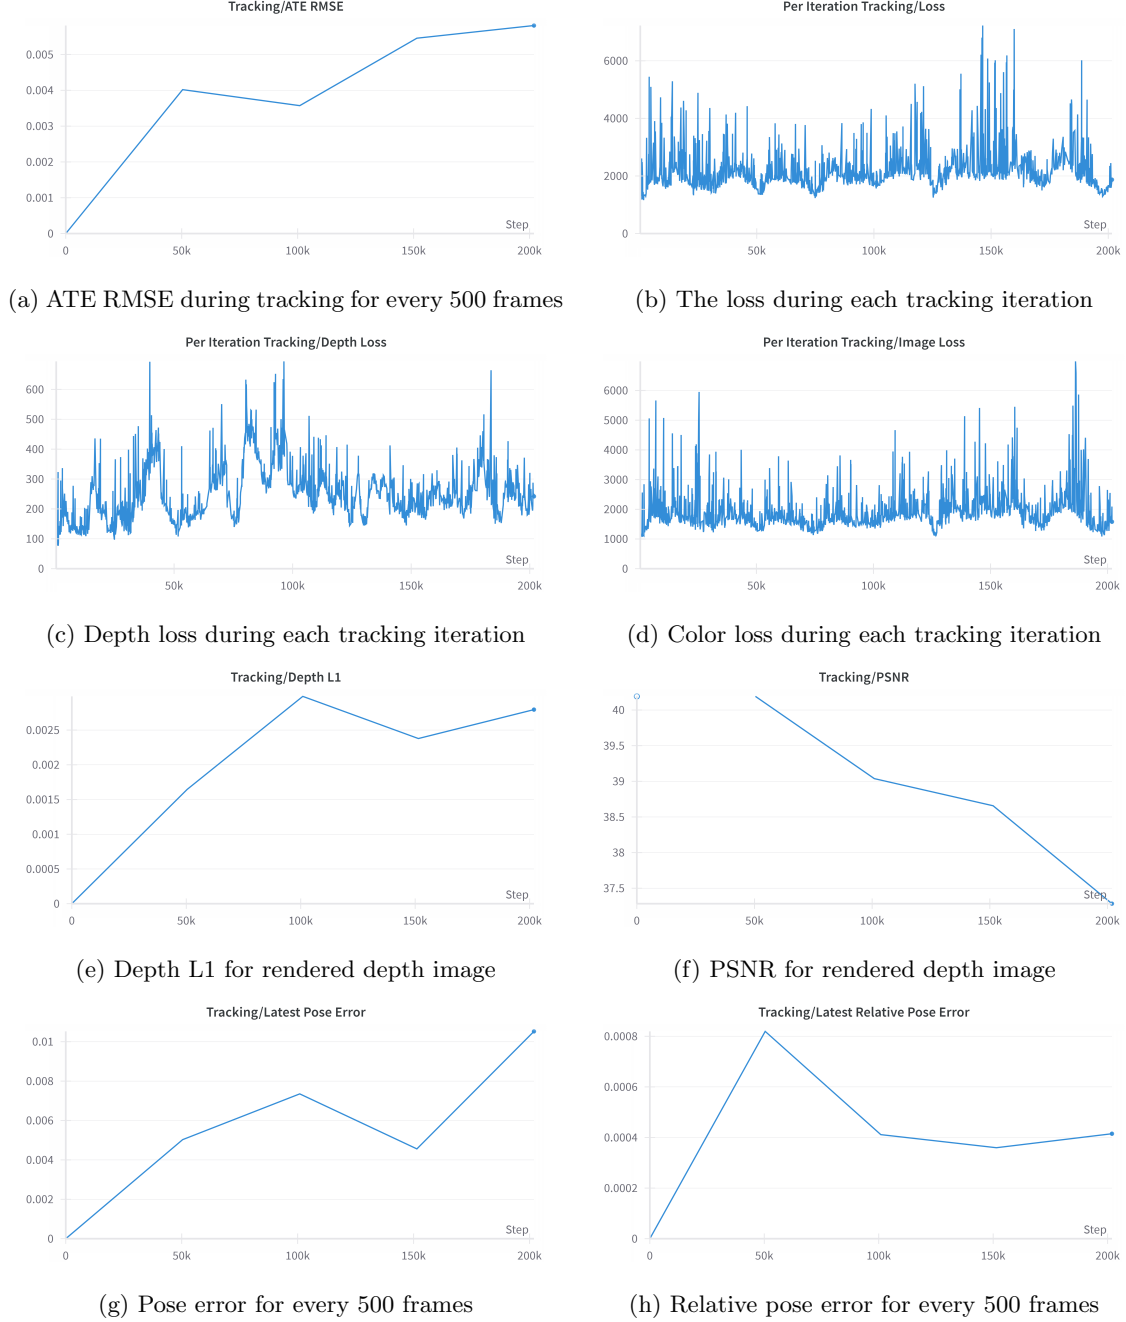 Tracking/ATE RMSE
0.005
0.004
0.003
0.002
0.001
0
Step
0 50k 100k 150k 200k
(a) ATE RMSE during tracking for every 500 frames
Per Iteration Tracking/Loss
6000
4000
2000
0
Step
50k 100k 150k 200k
(b) The loss during each tracking iteration
Per Iteration Tracking/Depth Loss
600
500
400
300
200
100
0
Step
50k 100k 150k 200k
(c) Depth loss during each tracking iteration
Per Iteration Tracking/Image Loss
6000
5000
4000
3000
2000
1000
0
Step
50k 100k 150k 200k
(d) Color loss during each tracking iteration
Tracking/Depth L1
0.0025
0.002
0.0015
0.001
0.0005
0
Step
0 50k 100k 150k 200k
(e) Depth L1 for rendered depth image
Tracking/PSNR
40
39.5
39
38.5
38
37.5
Step
0 50k 100k 150k 200k
(f) PSNR for rendered depth image
Tracking/Latest Pose Error
0.01
0.008
0.006
0.004
0.002
0
Step
0 50k 100k 150k 200k
(g) Pose error for every 500 frames
Tracking/Latest Relative Pose Error
0.0008
0.0006
0.0004
0.0002
0
Step
0 50k 100k 150k 200k
(h) Relative pose error for every 500 frames